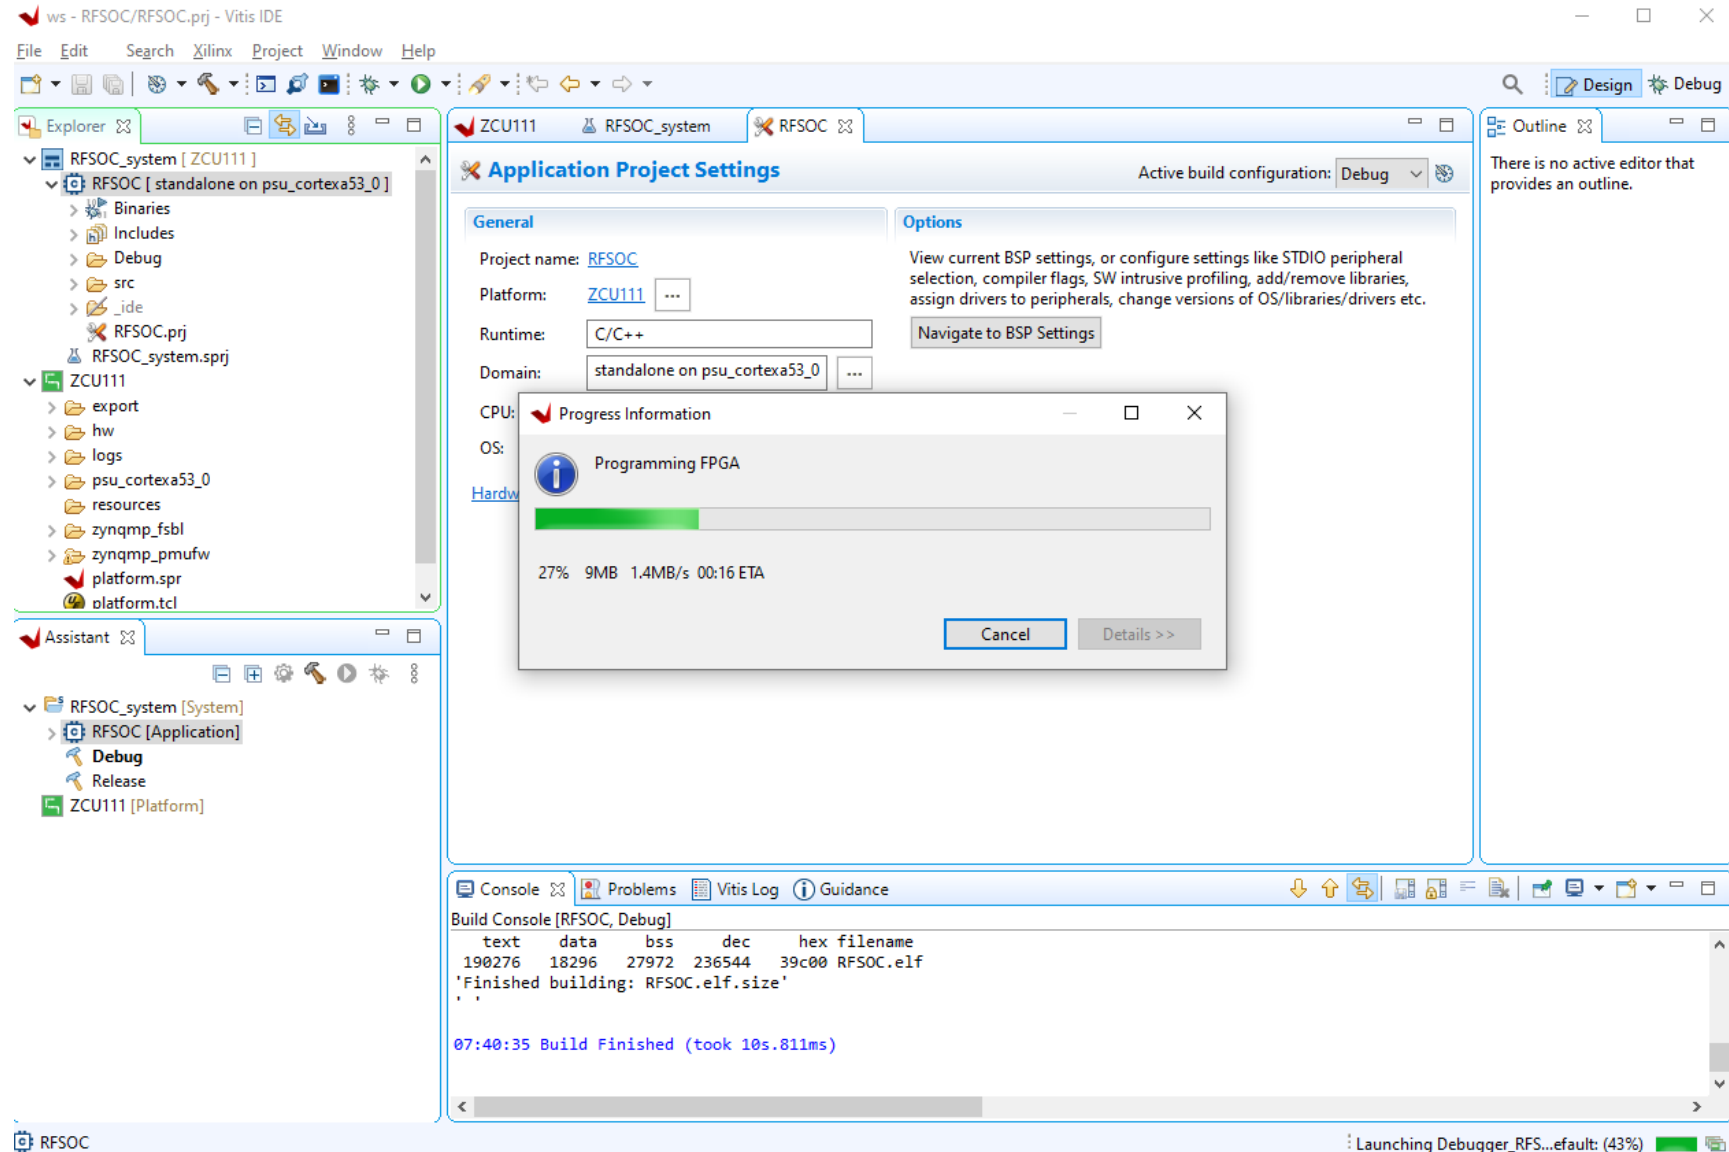 ws - RFSOC/RFSOC.prj - Vitis IDE
File Edit Search Xilinx Project Window Help
Design Debug
Explorer
RFSOC_system [ ZCU111 ]
RFSOC [ standalone on psu_cortexa53_0 ]
Binaries
Includes
Debug
src
_ide
RFSOC.prj
RFSOC_system.sprj
ZCU111
export
hw
logs
psu_cortexa53_0
resources
zynqmp_fsbl
zynqmp_pmufw
platform.spr
platform.tcl
Assistant
RFSOC_system [System]
RFSOC [Application]
Debug
Release
ZCU111 [Platform]
ZCU111 RFSOC_system RFSOC
Application Project Settings
Active build configuration: Debug
General
Project name: RFSOC
Platform: ZCU111 ...
Runtime: C/C++
Domain: standalone on psu_cortexa53_0 ...
CPU:
OS:
Hardw
Options
View current BSP settings, or configure settings like STDIO peripheral
selection, compiler flags, SW intrusive profiling, add/remove libraries,
assign drivers to peripherals, change versions of OS/libraries/drivers etc.
Navigate to BSP Settings
Progress Information
Programming FPGA
27% 9MB 1.4MB/s 00:16 ETA
Cancel Details >>
Outline
There is no active editor that
provides an outline.
Console Problems Vitis Log Guidance
Build Console [RFSOC, Debug]
text data bss dec hex filename
190276 18296 27972 236544 39c00 RFSOC.elf
'Finished building: RFSOC.elf.size'
' '
07:40:35 Build Finished (took 10s.811ms)
RFSOC
Launching Debugger_RFS...efault: (43%)